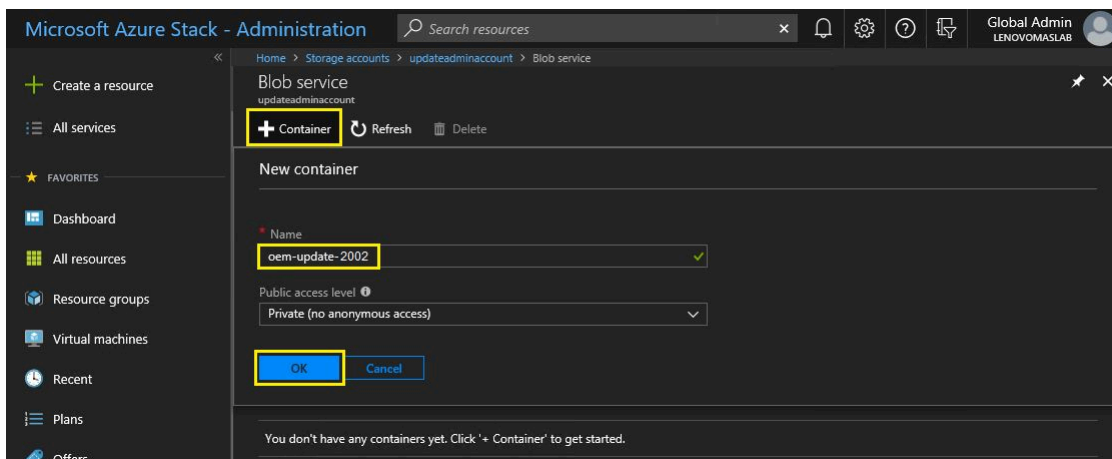 Microsoft Azure Stack - Administration
Search resources
Global Admin
LENOVOMASLAB
Home > Storage accounts > updateadminaccount > Blob service
Create a resource
All services
FAVORITES
Dashboard
All resources
Resource groups
Virtual machines
Recent
Plans
Offers
Blob service
updateadminaccount
Container Refresh Delete
New container
* Name
oem-update-2002
Public access level
Private (no anonymous access)
OK Cancel
You don't have any containers yet. Click '+ Container' to get started.